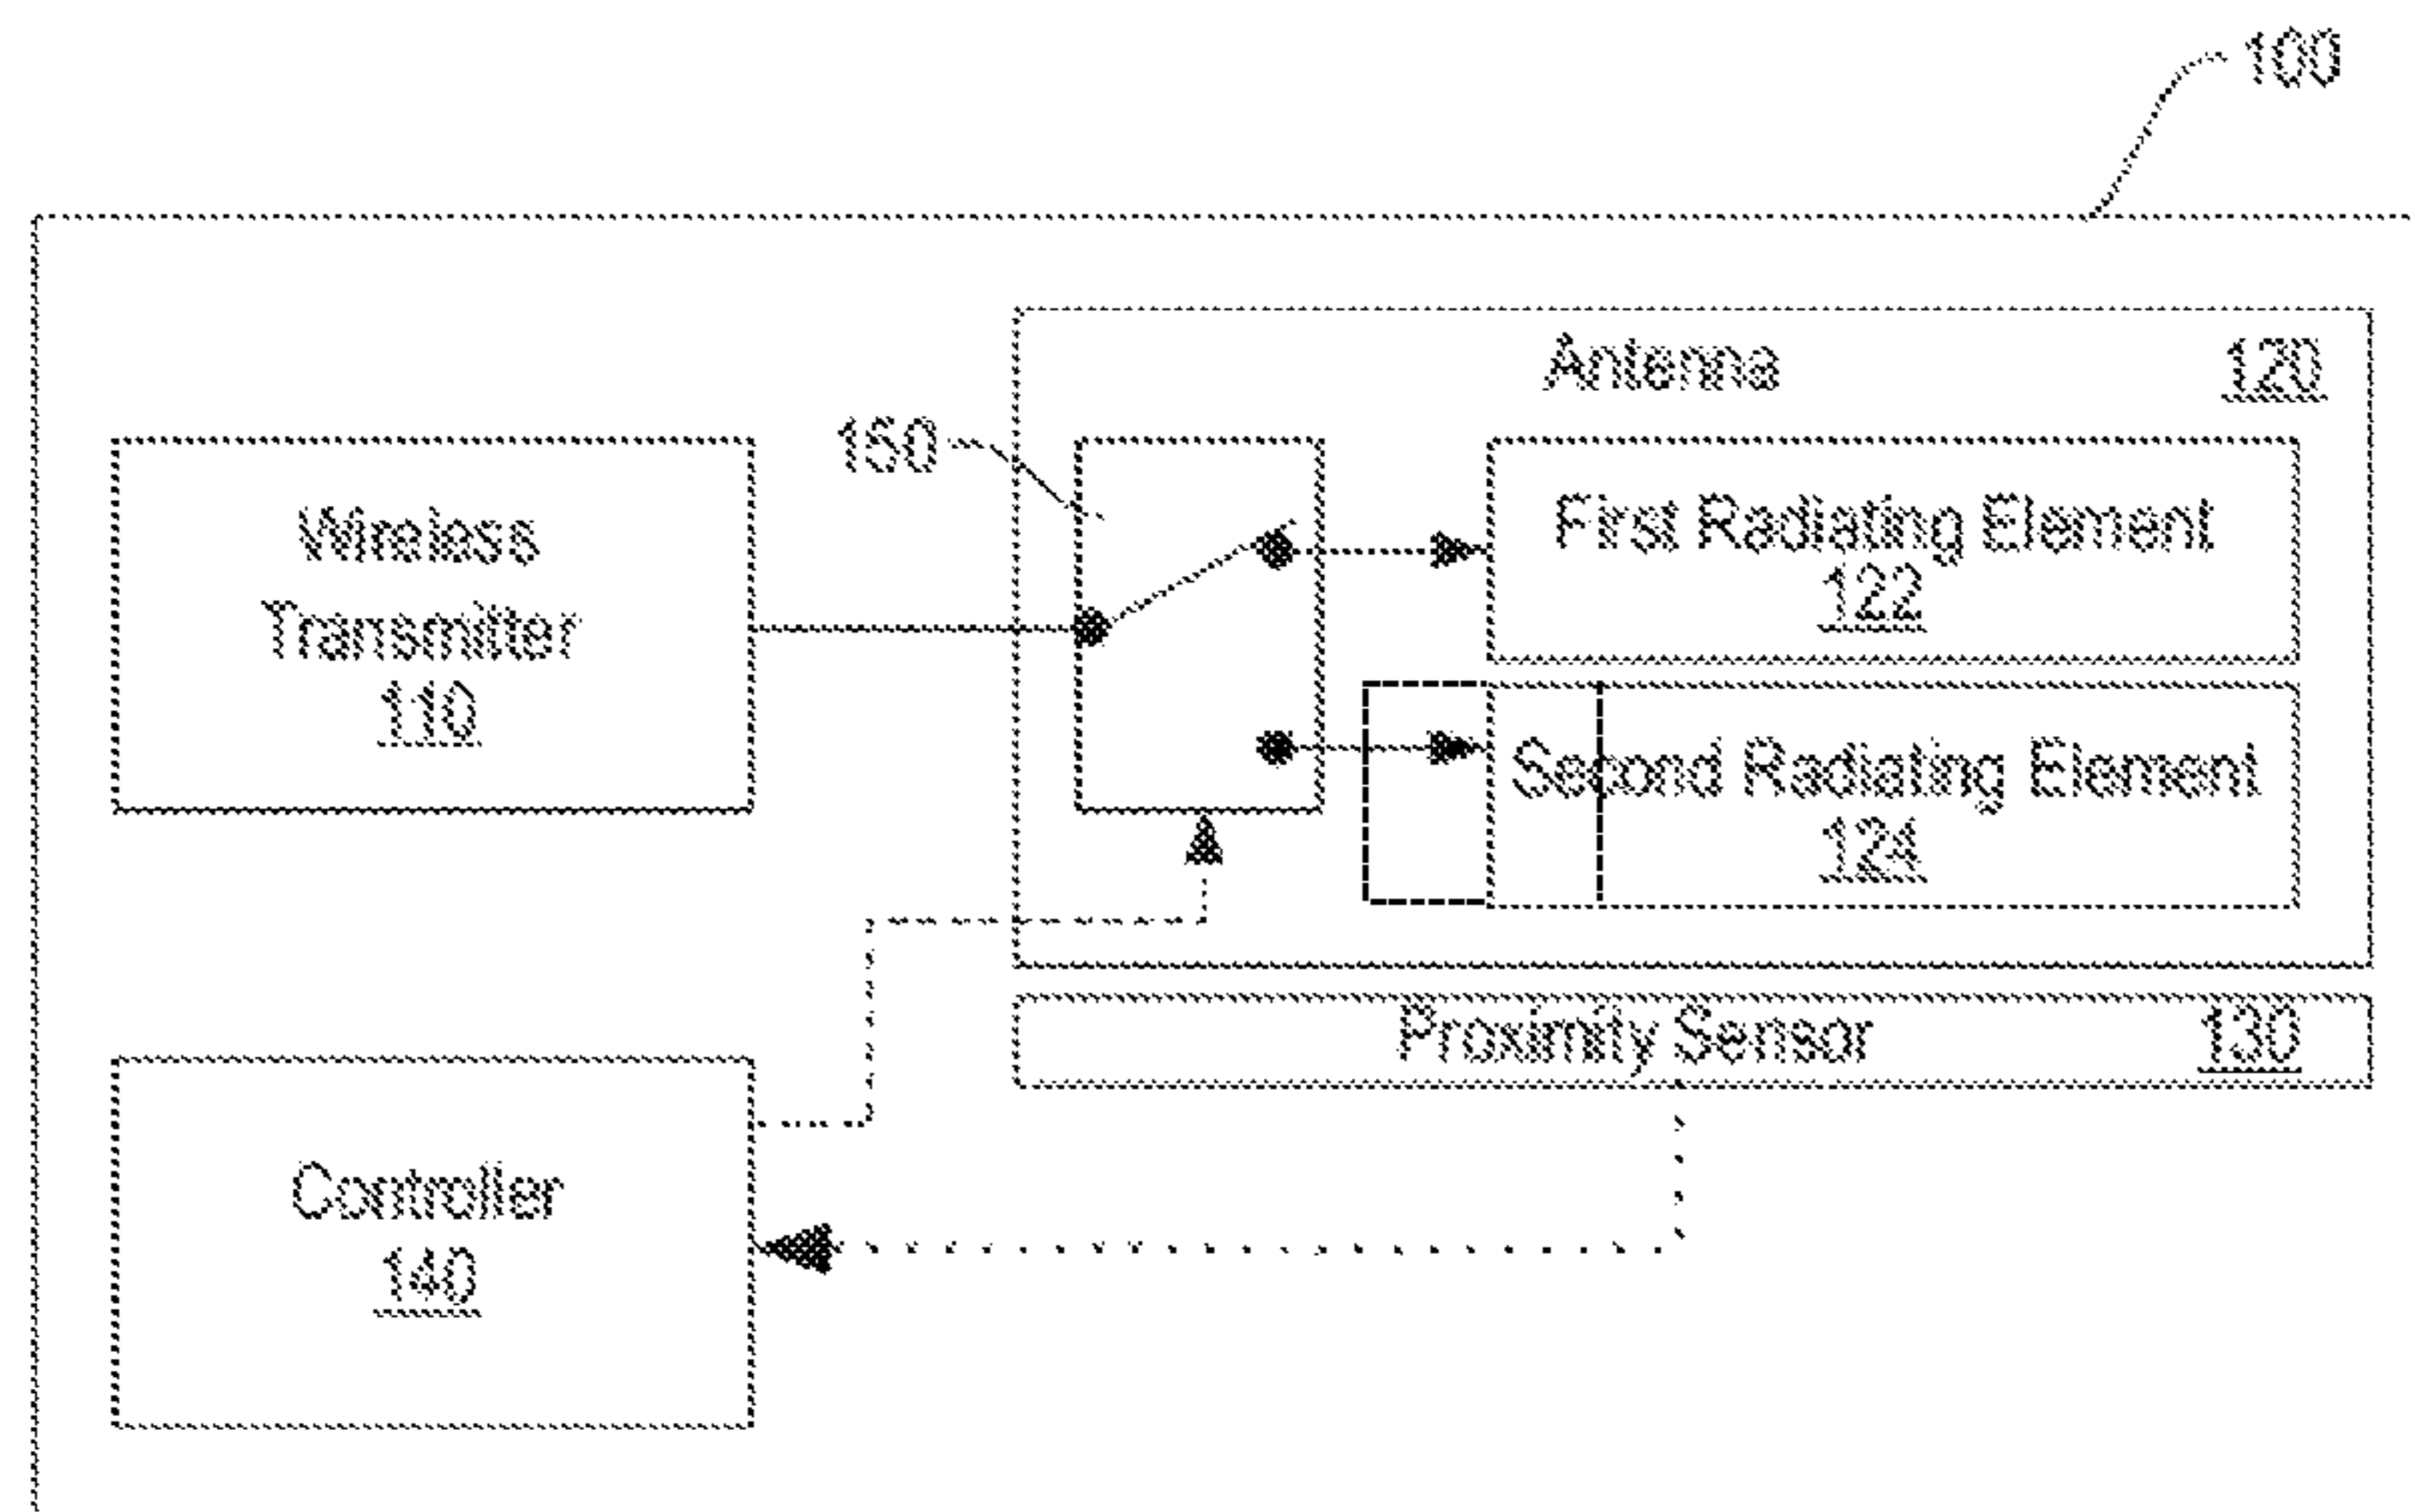 100
Antenna 120
150
Wireless
Transmitter
110
First Radiating Element
122
Second Radiating Element
124
Proximity Sensor 130
Controller
140